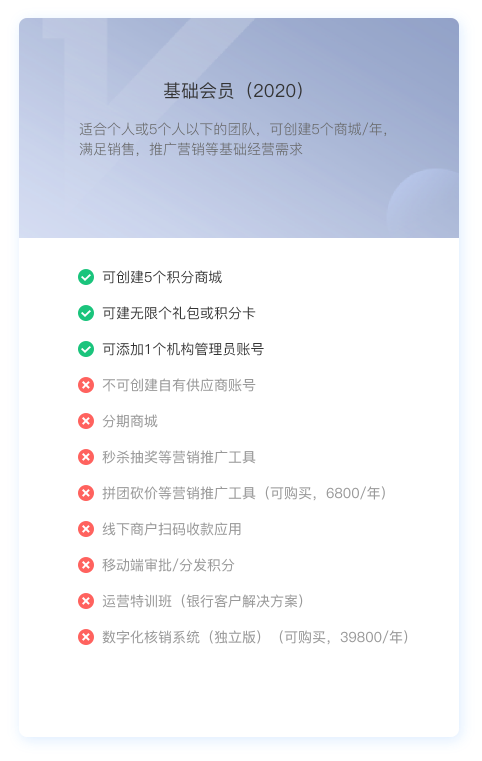 基础会员（2020）
适合个人或5个人以下的团队，可创建5个商城/年，
满足销售，推广营销等基础经营需求
可创建5个积分商城
可建无限个礼包或积分卡
可添加1个机构管理员账号
不可创建自有供应商账号
分期商城
秒杀抽奖等营销推广工具
拼团砍价等营销推广工具（可购买，6800/年）
线下商户扫码收款应用
移动端审批/分发积分
运营特训班（银行客户解决方案）
数字化核销系统（独立版）（可购买，39800/年）